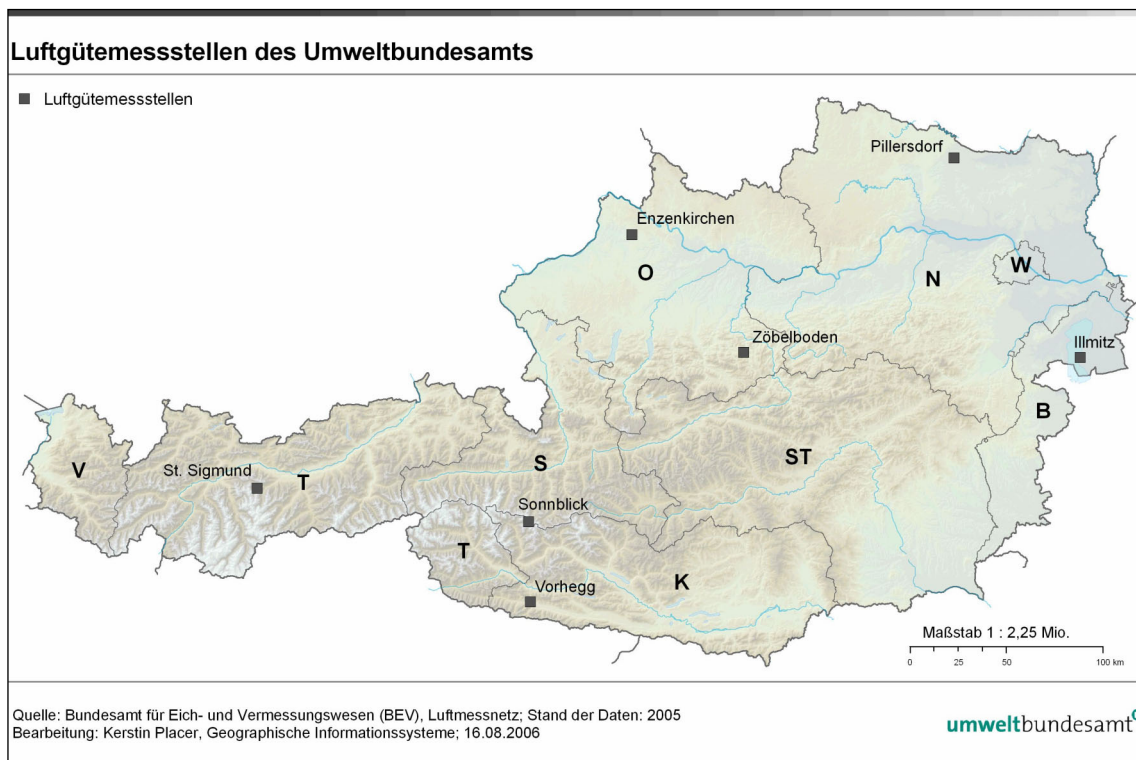 Luftgütemessstellen des Umweltbundesamts
Luftgütemessstellen
Pillersdorf
Enzenkirchen
O
N
W
Zöbelboden
Illmitz
B
V
St. Sigmund
T
S
ST
Sonnblick
T
K
Vorhegg
Maßstab 1 : 2,25 Mio.
0 25 50 100 km
Quelle: Bundesamt für Eich- und Vermessungswesen (BEV), Luftmessnetz; Stand der Daten: 2005
Bearbeitung: Kerstin Placer, Geographische Informationssysteme; 16.08.2006
umweltbundesamt